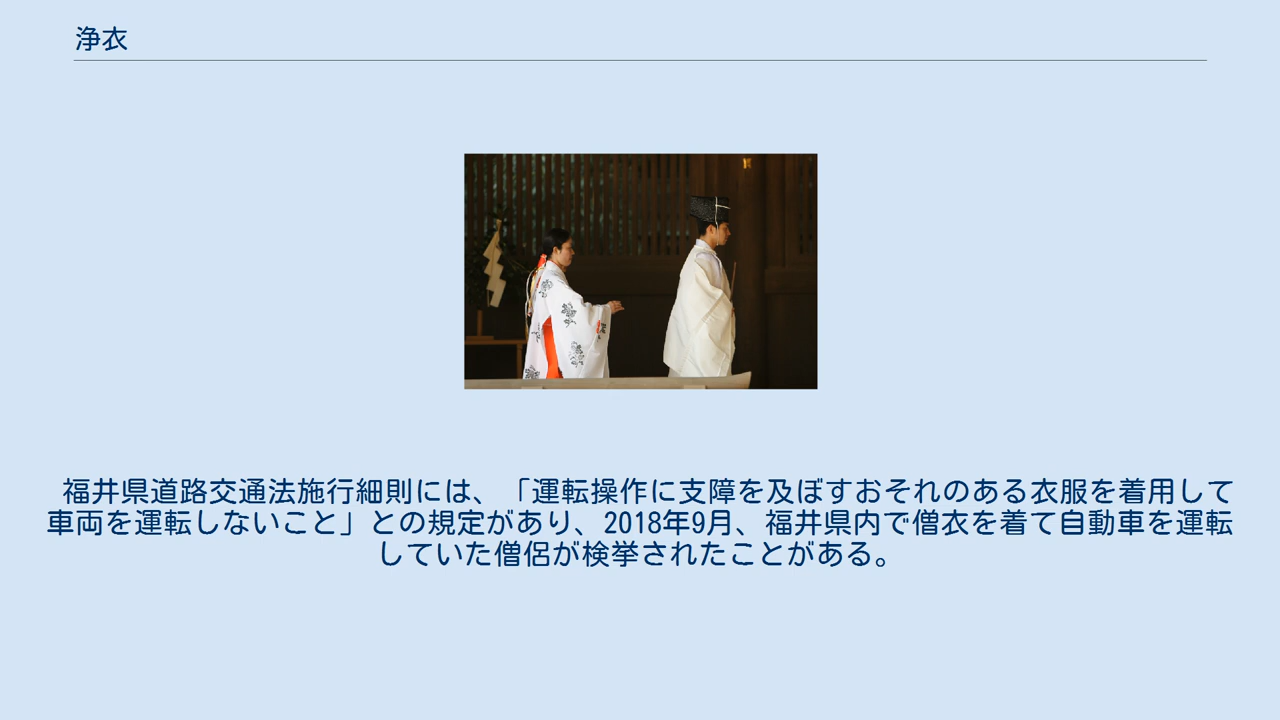 浄衣
福井県道路交通法施行細則には、「運転操作に支障を及ぼすおそれのある衣服を着用して
車両を運転しないこと」との規定があり、2018年9月、福井県内で僧衣を着て自動車を運転
していた僧侶が検挙されたことがある。